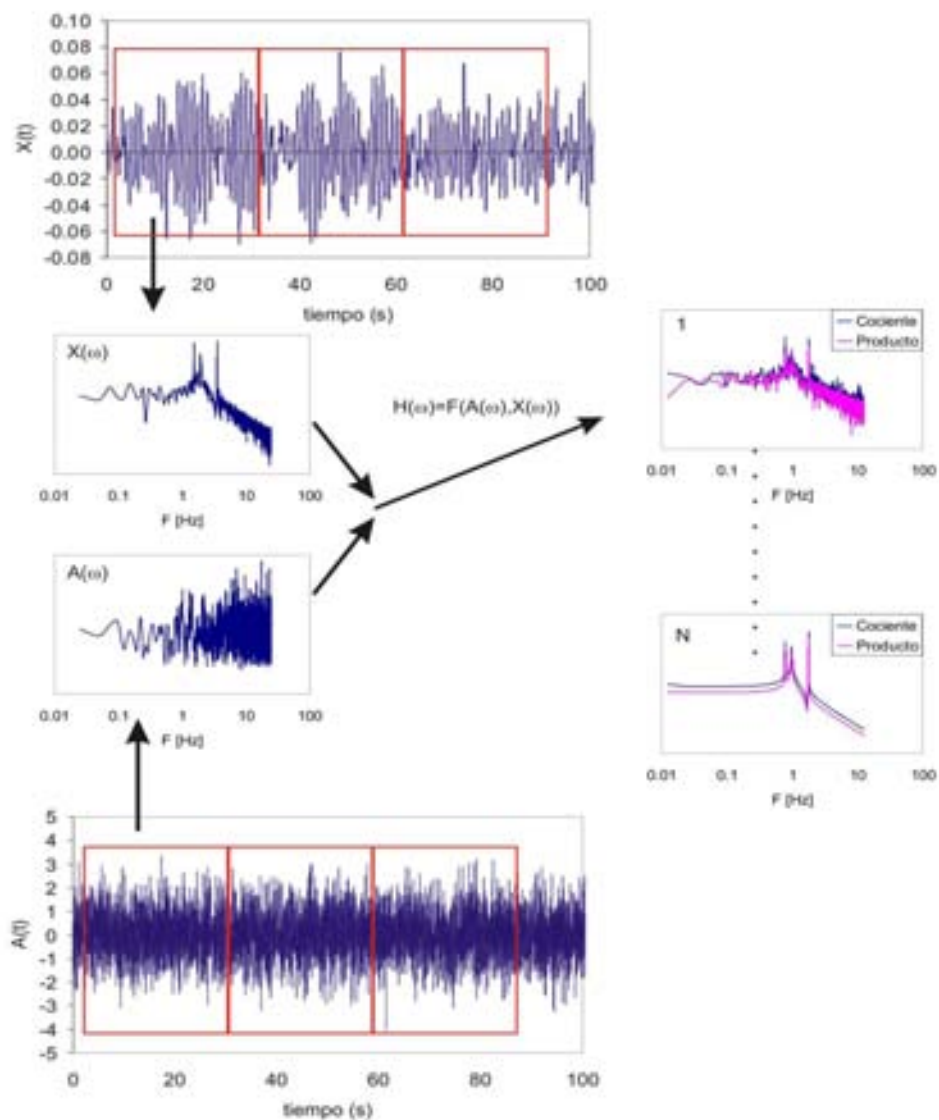 0.10
0.08
0.06
0.04
0.02
0.00
-0.02
-0.04
-0.06
-0.08
X(t)
0 20 40 60 80 100
tiempo (s)
X(ω)
0.01 0.1 1 10 100
F [Hz]
H(ω)=F(A(ω),X(ω))
1
Cociente
Producto
0.01 0.1 1 10 100
F [Hz]
A(ω)
0.01 0.1 1 10 100
F [Hz]
N
Cociente
Producto
0.01 0.1 1 10 100
F [Hz]
5
4
3
2
1
0
-1
-2
-3
-4
-5
A(t)
0 20 40 60 80 100
tiempo (s)